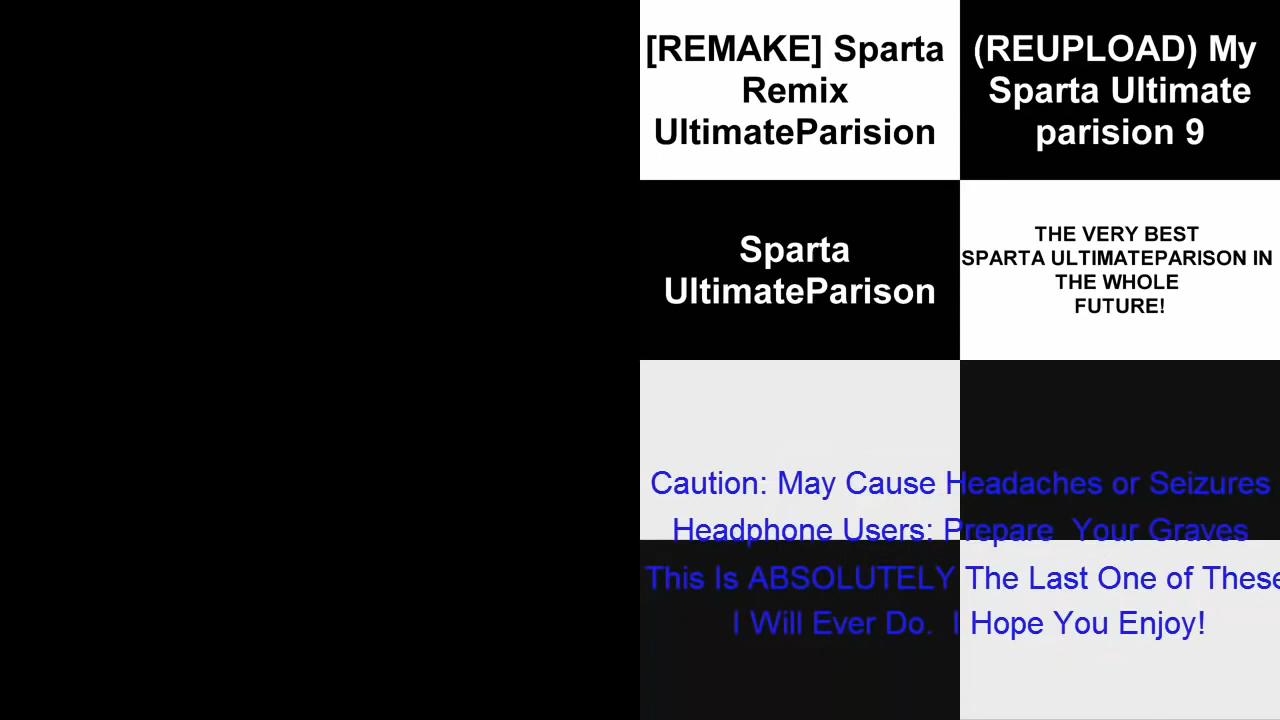 [REMAKE] Sparta
Remix
UltimateParision
(REUPLOAD) My
Sparta Ultimate
parision 9
Sparta
UltimateParison
THE VERY BEST
SPARTA ULTIMATEPARISON IN
THE WHOLE
FUTURE!
Caution: May Cause Headaches or Seizures
Headphone Users: Prepare Your Graves
This Is ABSOLUTELY The Last One of These
I Will Ever Do. I Hope You Enjoy!